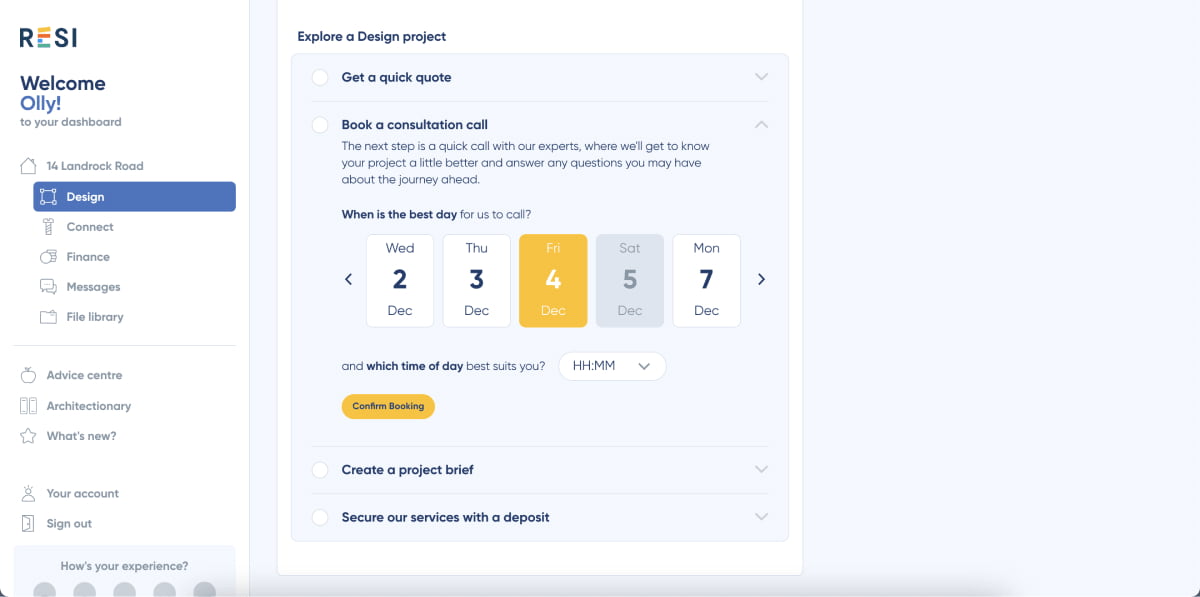 RESI
Welcome
Olly!
to your dashboard
14 Landrock Road
Design
Connect
Finance
Messages
File library
Advice centre
Architectionary
What's new?
Your account
Sign out
How's your experience?
Explore a Design project
Get a quick quote
Book a consultation call
The next step is a quick call with our experts, where we'll get to know
your project a little better and answer any questions you may have
about the journey ahead.
When is the best day for us to call?
Wed
2
Dec
Thu
3
Dec
Fri
4
Dec
Sat
5
Dec
Mon
7
Dec
and which time of day best suits you?
HH:MM
Confirm Booking
Create a project brief
Secure our services with a deposit